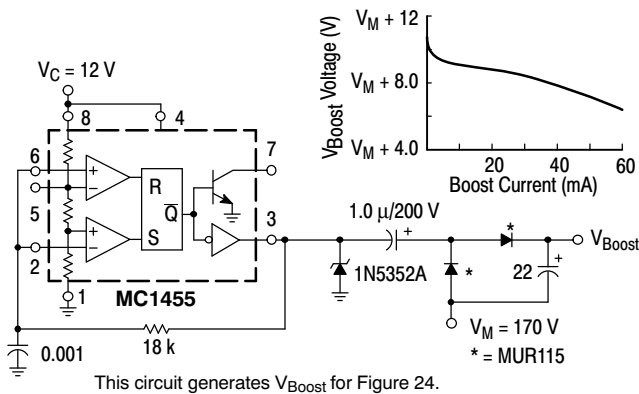 V_C = 12 V
8
4
6
7
5
R
Q̅
S
3
2
1
MC1455
0.001
18 k
1N5352A
1.0 µ/200 V
+
*
*
22
+
V_Boost
V_M = 170 V
* = MUR115
V_Boost Voltage (V)
V_M + 12
V_M + 8.0
V_M + 4.0
20
40
60
Boost Current (mA)
+
−
+
−
This circuit generates V_Boost for Figure 24.